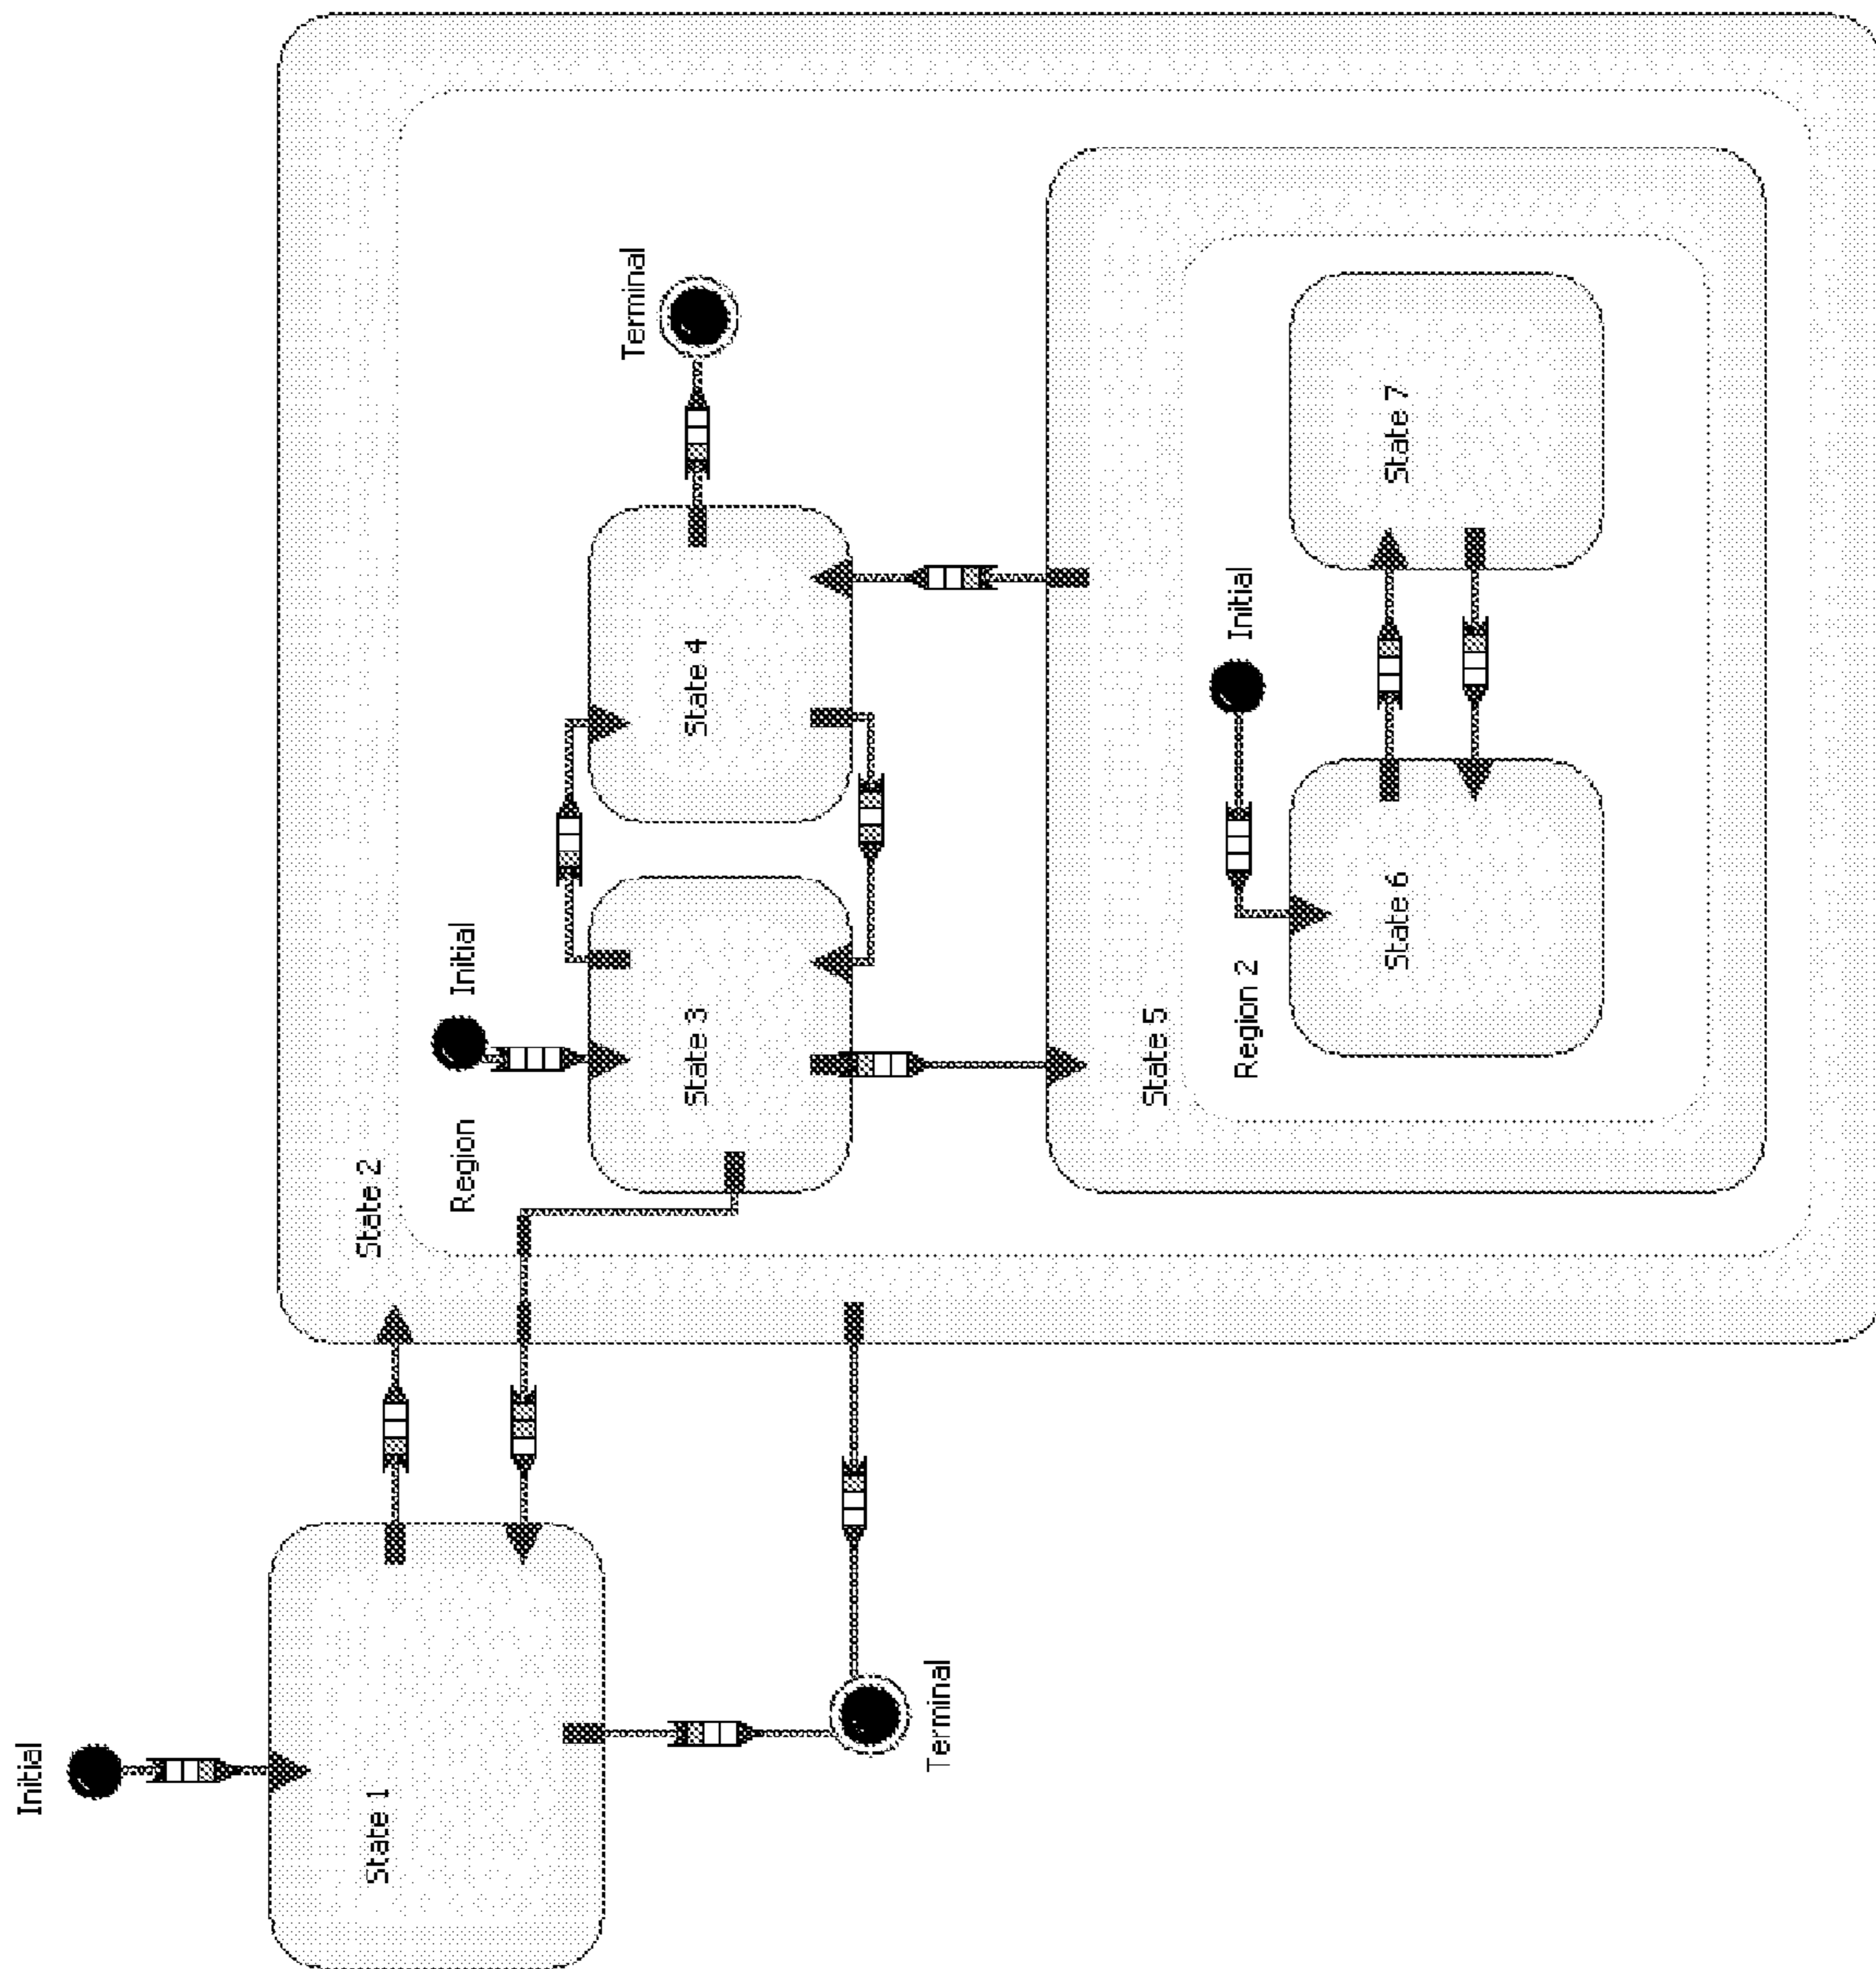 Initial
State 1
Terminal
State 2
Region
Initial
State 3
State 4
Terminal
State 5
Region 2
Initial
State 6
State 7